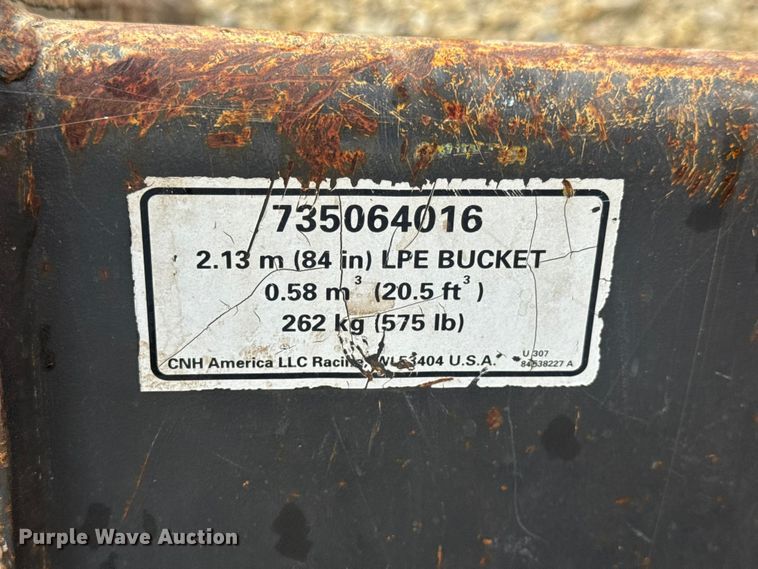 735064016
2.13 m (84 in) LPE BUCKET
0.58 m³ (20.5 ft³)
262 kg (575 lb)
CNH America LLC Racine, WI 53404 U.S.A.
U 307
84538227 A
Purple Wave Auction